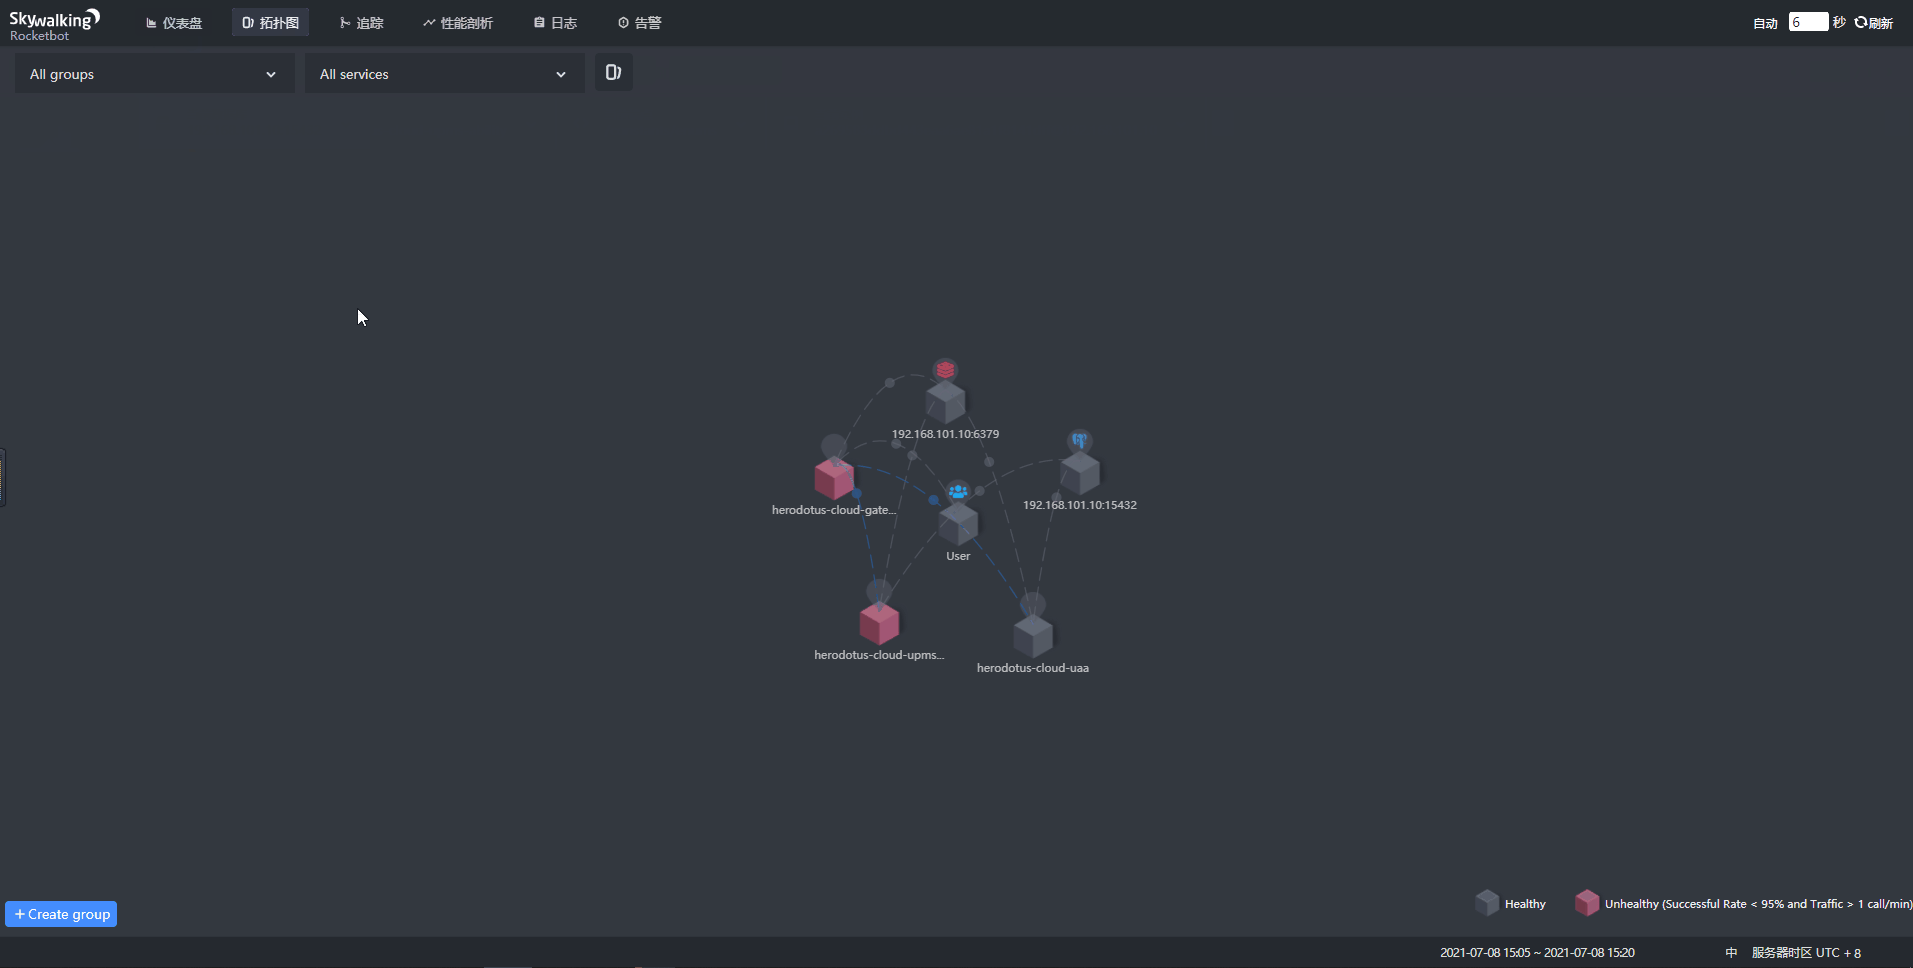 Skywalking
Rocketbot
仪表盘
拓扑图
追踪
性能剖析
日志
告警
自动 6 秒 刷新
All groups
All services
192.168.101.10:6379
192.168.101.10:15432
herodotus-cloud-gate...
User
herodotus-cloud-upms...
herodotus-cloud-uaa
Healthy
Unhealthy (Successful Rate < 95% and Traffic > 1 call/min)
+ Create group
2021-07-08 15:05 ~ 2021-07-08 15:20
中
服务器时区 UTC + 8